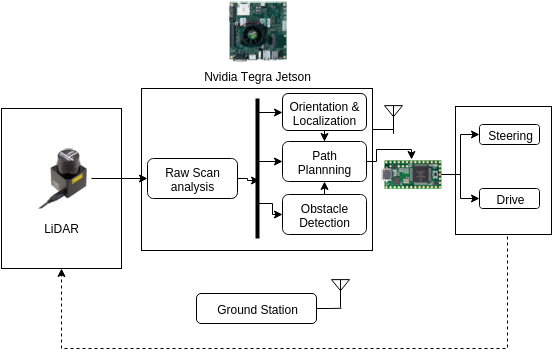 Nvidia Tegra Jetson
LiDAR
Raw Scan
analysis
Orientation &
Localization
Path
Plannning
Obstacle
Detection
Steering
Drive
Ground Station